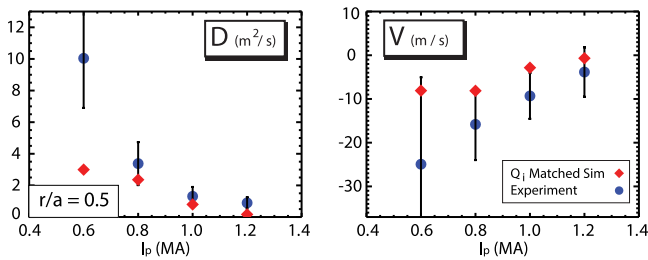 D (m²/s)
12
10
8
6
4
2
0
r/a = 0.5
0.4 0.6 0.8 1.0 1.2 1.4
Iₚ (MA)
V (m/s)
10
0
-10
-20
-30
Qᵢ Matched Sim
Experiment
0.4 0.6 0.8 1.0 1.2 1.4
Iₚ (MA)